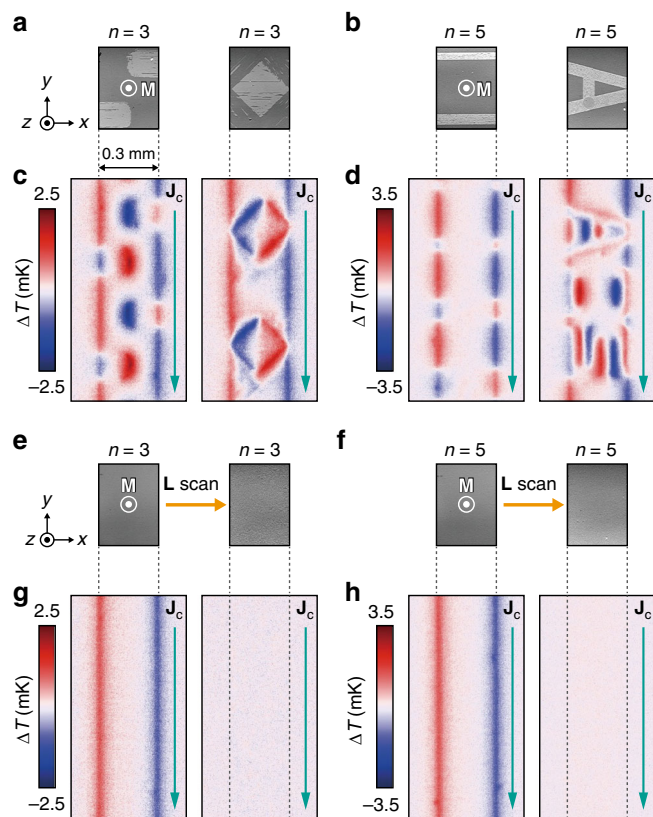 a
n = 3
n = 3
b
n = 5
n = 5
y
z
x
M
M
0.3 mm
c
2.5
ΔT (mK)
−2.5
Jc
Jc
d
3.5
ΔT (mK)
−3.5
Jc
Jc
e
n = 3
n = 3
f
n = 5
n = 5
y
z
x
M
L scan
M
L scan
g
2.5
ΔT (mK)
−2.5
Jc
Jc
h
3.5
ΔT (mK)
−3.5
Jc
Jc